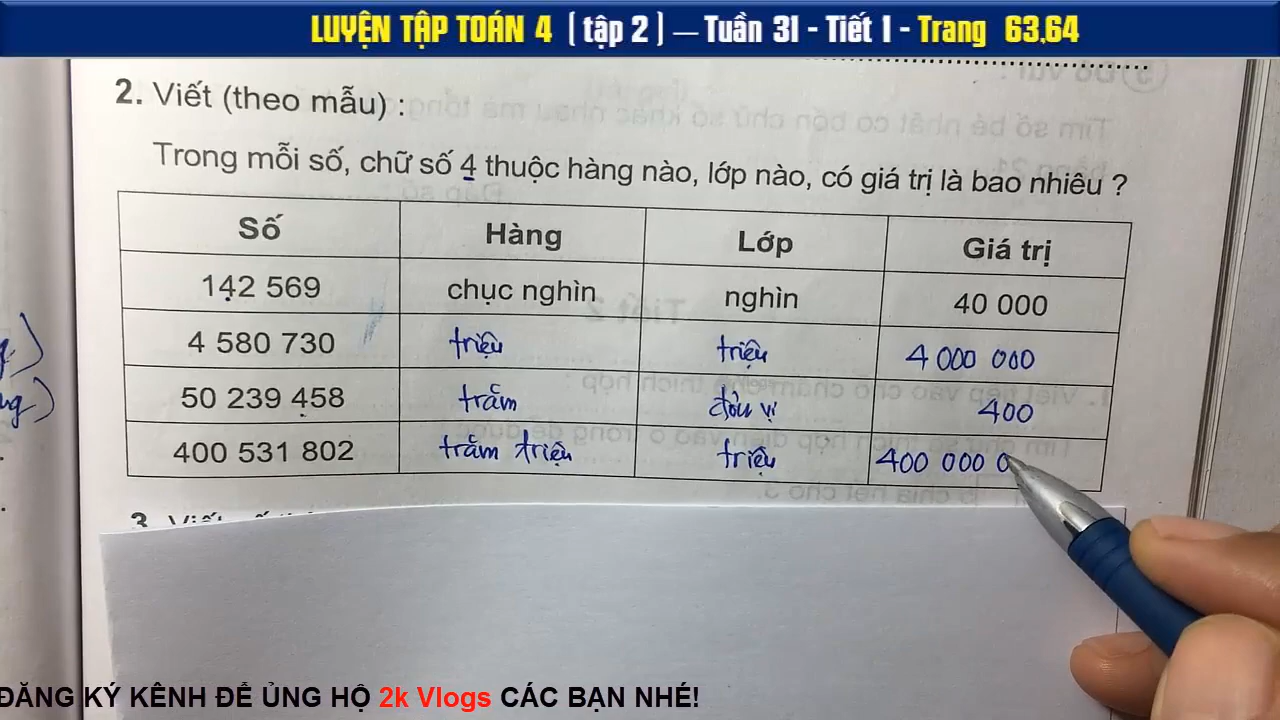 LUYỆN TẬP TOÁN 4 ( tập 2 ) — Tuần 31 - Tiết 1 - Trang 63,64
2. Viết (theo mẫu) :
Trong mỗi số, chữ số 4 thuộc hàng nào, lớp nào, có giá trị là bao nhiêu ?
Số Hàng Lớp Giá trị
142 569 chục nghìn nghìn 40 000
4 580 730 triệu triệu 4 000 000
50 239 458 trăm đơn vị 400
400 531 802 trăm triệu triệu 400 000 0
3.
ĐĂNG KÝ KÊNH ĐỂ ỦNG HỘ 2k Vlogs CÁC BẠN NHÉ!